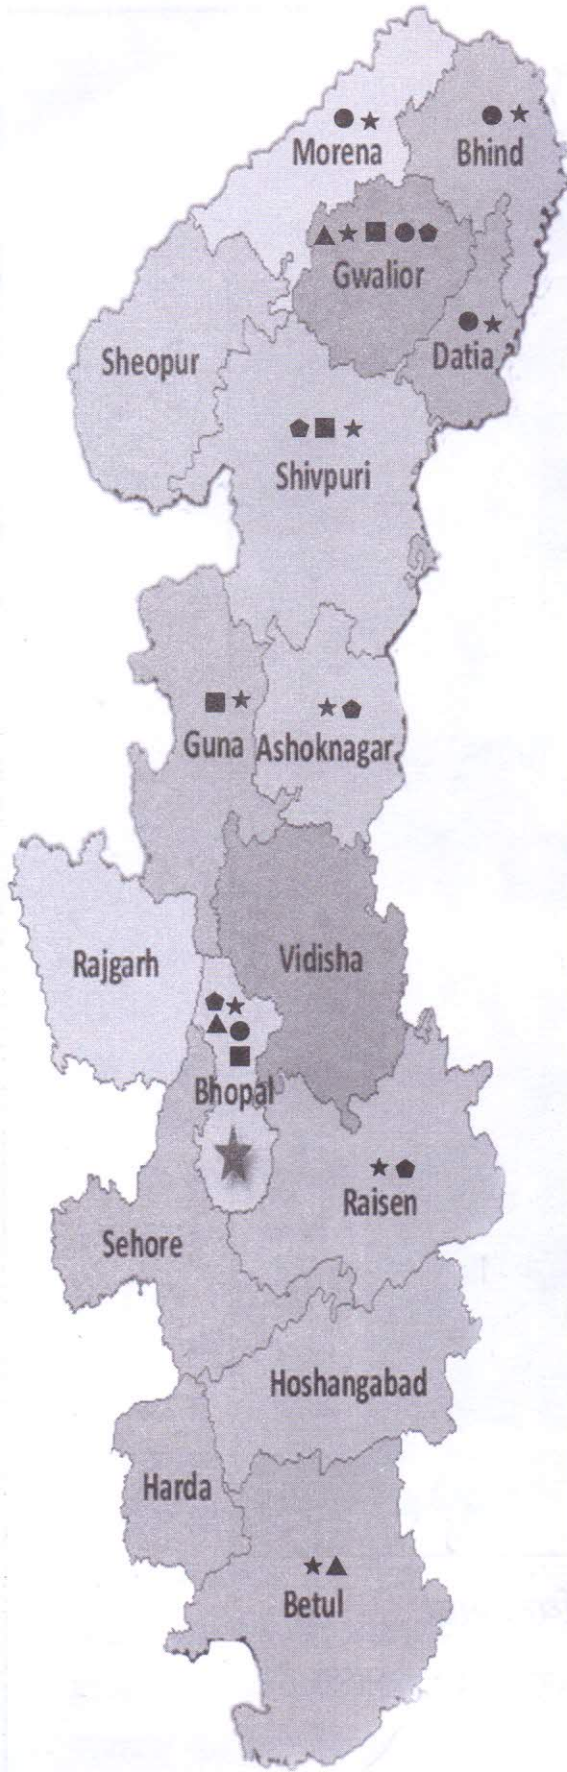 Morena
Bhind
Gwalior
Datia
Sheopur
Shivpuri
Guna
Ashoknagar
Rajgarh
Vidisha
Bhopal
Raisen
Sehore
Hoshangabad
Harda
Betul